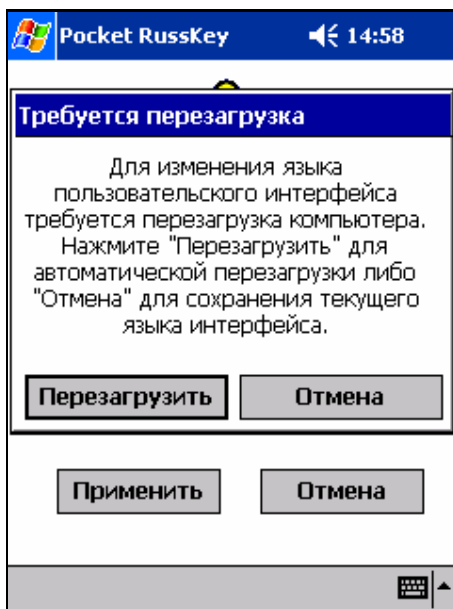 Pocket RussKey 14:58
Требуется перезагрузка
Для изменения языка
пользовательского интерфейса
требуется перезагрузка компьютера.
Нажмите "Перезагрузить" для
автоматической перезагрузки либо
"Отмена" для сохранения текущего
языка интерфейса.
Перезагрузить Отмена
Применить Отмена